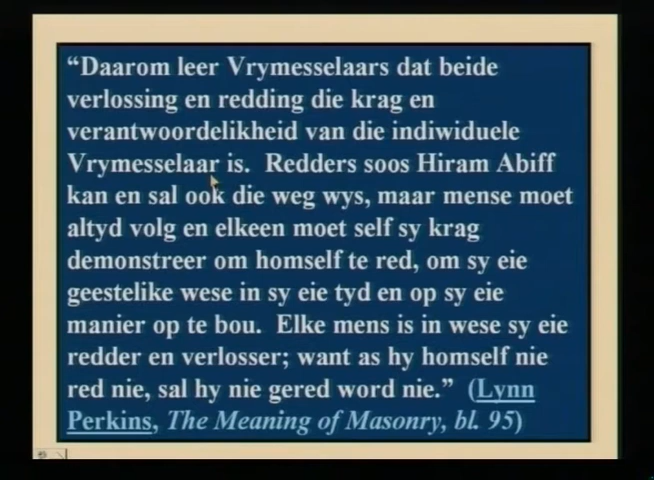 “Daarom leer Vrymesselaars dat beide
verlossing en redding die krag en
verantwoordelikheid van die indiwiduele
Vrymesselaar is. Redders soos Hiram Abiff
kan en sal ook die weg wys, maar mense moet
altyd volg en elkeen moet self sy krag
demonstreer om homself te red, om sy eie
geestelike wese in sy eie tyd en op sy eie
manier op te bou. Elke mens is in wese sy eie
redder en verlosser; want as hy homself nie
red nie, sal hy nie gered word nie.” (Lynn
Perkins, The Meaning of Masonry, bl. 95)